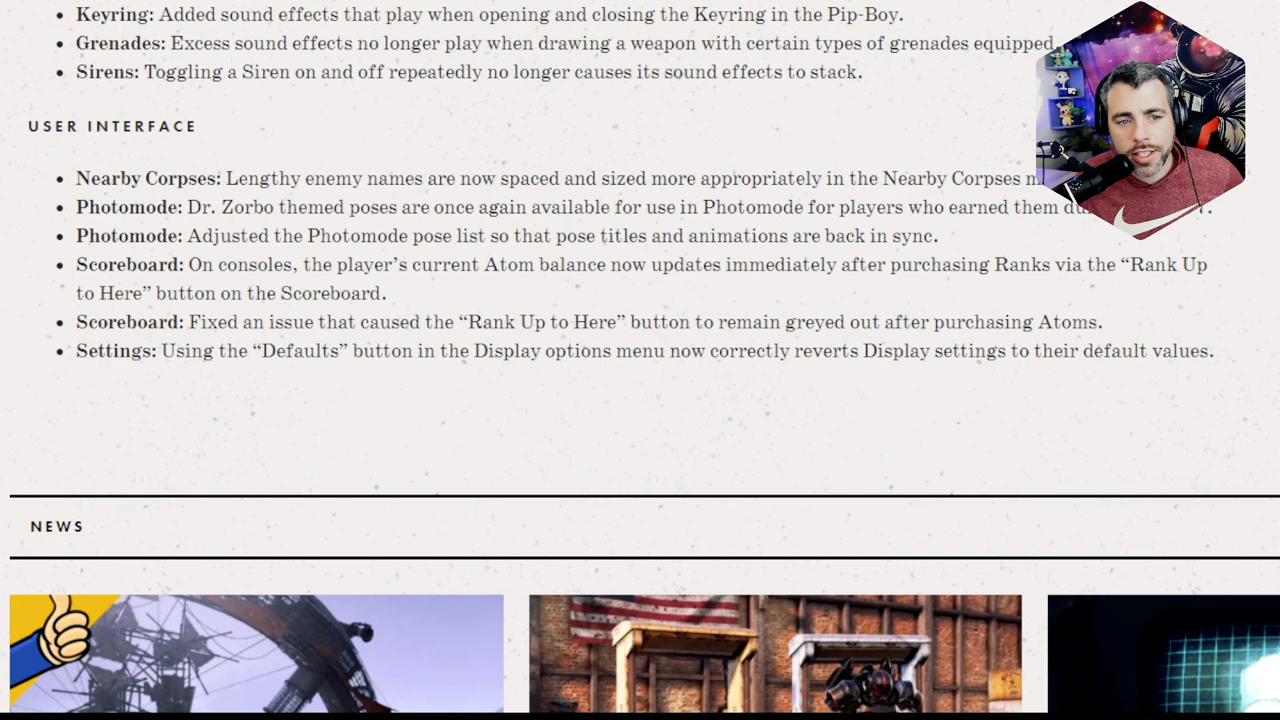 Keyring: Added sound effects that play when opening and closing the Keyring in the Pip-Boy.
Grenades: Excess sound effects no longer play when drawing a weapon with certain types of grenades equipped.
Sirens: Toggling a Siren on and off repeatedly no longer causes its sound effects to stack.
USER INTERFACE
Nearby Corpses: Lengthy enemy names are now spaced and sized more appropriately in the Nearby Corpses
Photomode: Dr. Zorbo themed poses are once again available for use in Photomode for players who earned them
Photomode: Adjusted the Photomode pose list so that pose titles and animations are back in sync.
Scoreboard: On consoles, the player’s current Atom balance now updates immediately after purchasing Ranks via the “Rank Up
to Here” button on the Scoreboard.
Scoreboard: Fixed an issue that caused the “Rank Up to Here” button to remain greyed out after purchasing Atoms.
Settings: Using the “Defaults” button in the Display options menu now correctly reverts Display settings to their default values.
NEWS